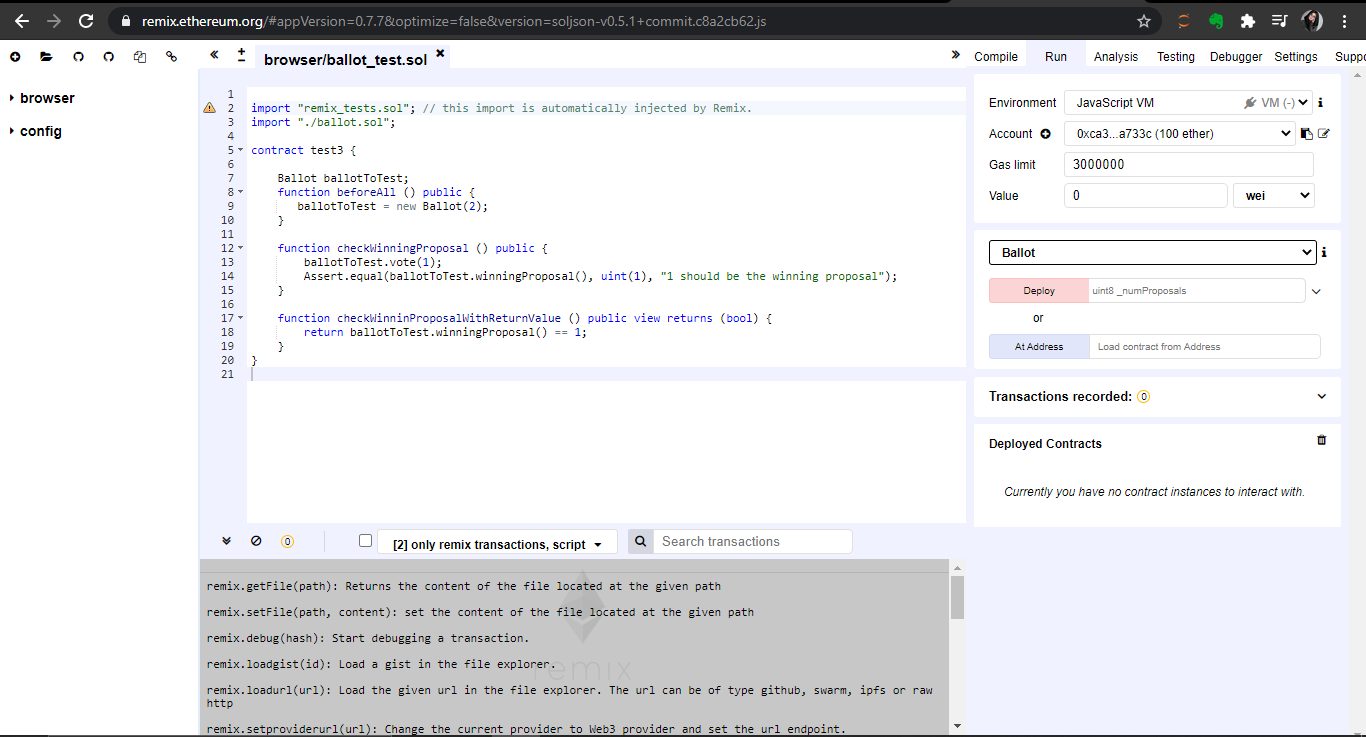 remix.ethereum.org/#appVersion=0.7.7&optimize=false&version=soljson-v0.5.1+commit.c8a2cb62.js
browser/ballot_test.sol
Compile Run Analysis Testing Debugger Settings Suppo
browser
config
1
2 import "remix_tests.sol"; // this import is automatically injected by Remix.
3 import "./ballot.sol";
4
5 contract test3 {
6
7 Ballot ballotToTest;
8 function beforeAll () public {
9 ballotToTest = new Ballot(2);
10 }
11
12 function checkWinningProposal () public {
13 ballotToTest.vote(1);
14 Assert.equal(ballotToTest.winningProposal(), uint(1), "1 should be the winning proposal");
15 }
16
17 function checkWinninProposalWithReturnValue () public view returns (bool) {
18 return ballotToTest.winningProposal() == 1;
19 }
20 }
21
Environment JavaScript VM VM (-)
Account 0xca3...a733c (100 ether)
Gas limit 3000000
Value 0 wei
Ballot
Deploy uint8 _numProposals
or
At Address Load contract from Address
Transactions recorded: 0
Deployed Contracts
Currently you have no contract instances to interact with.
0 [2] only remix transactions, script Search transactions
remix.getFile(path): Returns the content of the file located at the given path
remix.setFile(path, content): set the content of the file located at the given path
remix.debug(hash): Start debugging a transaction.
remix.loadgist(id): Load a gist in the file explorer.
remix
remix.loadurl(url): Load the given url in the file explorer. The url can be of type github, swarm, ipfs or raw
http
remix.setproviderurl(url): Change the current provider to Web3 provider and set the url endpoint.